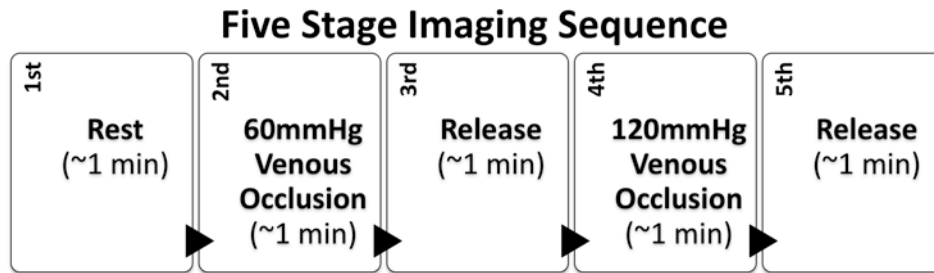 Five Stage Imaging Sequence
1st
Rest
(~1 min)
2nd
60mmHg
Venous
Occlusion
(~1 min)
3rd
Release
(~1 min)
4th
120mmHg
Venous
Occlusion
(~1 min)
5th
Release
(~1 min)